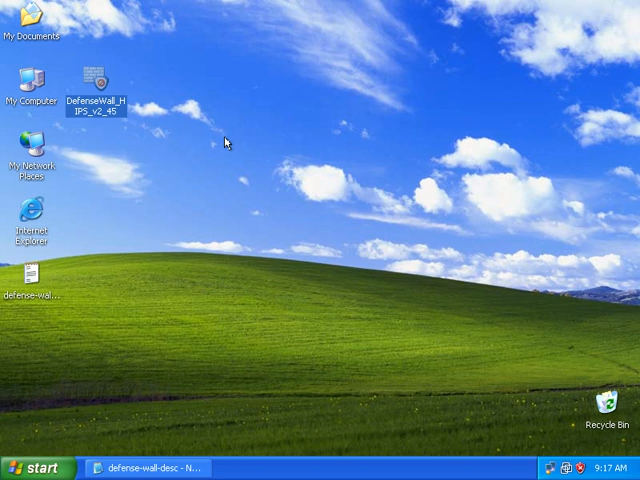 My Documents
My Computer
DefenseWall_H
IPS_v2_45
My Network
Places
Internet
Explorer
defense-wal...
Recycle Bin
start
defense-wall-desc - N...
9:17 AM